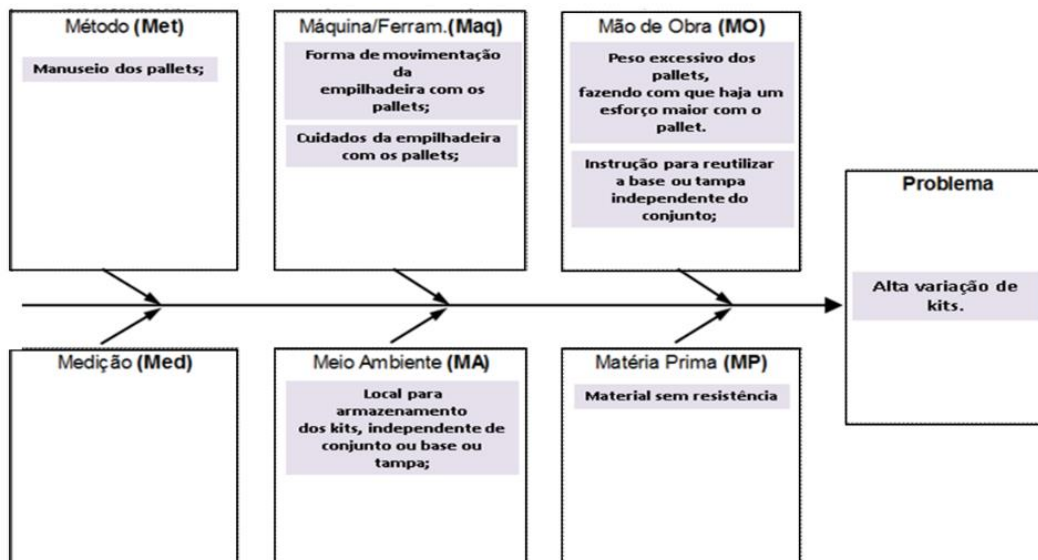 Método (Met)
Manuseio dos pallets;
Máquina/Ferram.(Maq)
Forma de movimentação
da
empilhadeira com os
pallets;
Cuidados da empilhadeira
com os pallets;
Mão de Obra (MO)
Peso excessivo dos
pallets,
fazendo com que haja um
esforço maior com o
pallet.
Instrução para reutilizar
a base ou tampa
independente do
conjunto;
Problema
Alta variação de
kits.
Medição (Med)
Meio Ambiente (MA)
Local para
armazenamento
dos kits, independente de
conjunto ou base ou
tampa;
Matéria Prima (MP)
Material sem resistência